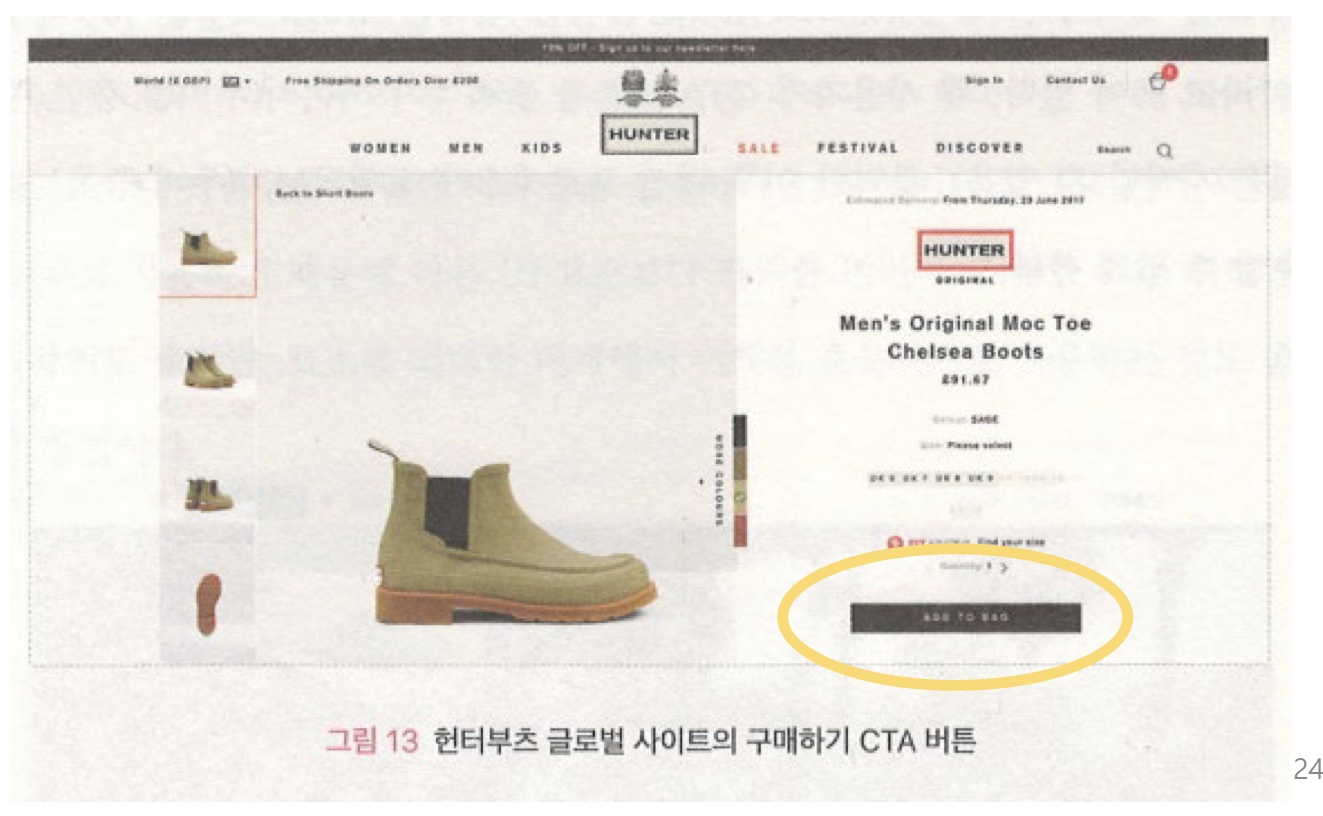 10% OFF - Sign up to our newsletter here
World (£ GBP)
Free Shipping On Orders Over £200
Sign In
Contact Us
HUNTER
WOMEN MEN KIDS
SALE FESTIVAL DISCOVER
Search
Back to Short Boots
Estimated Delivery: From Thursday, 29 June 2017
HUNTER
ORIGINAL
Men's Original Moc Toe
Chelsea Boots
£91.67
Colour: SAGE
Size: Please select
UK 6 UK 7 UK 8 UK 9
Find your size
Quantity: 1
MORE COLOURS
ADD TO BAG
그림 13 헌터부츠 글로벌 사이트의 구매하기 CTA 버튼
24